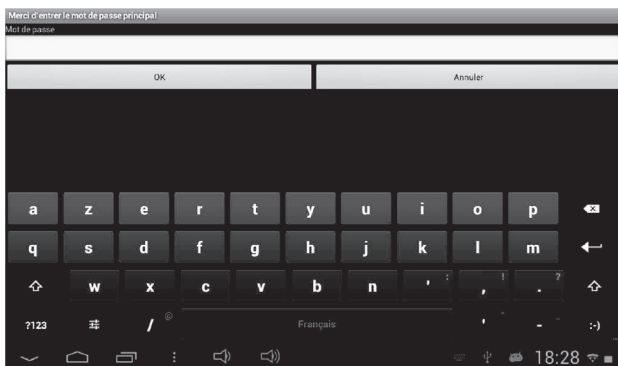 Merci d'entrer le mot de passe principal
Mot de passe
OK Annuler
a z e r t y u i o p
q s d f g h j k l m
w x c v b n ' : , ! . ?
?123 / @ Français ' - :-)
18:28